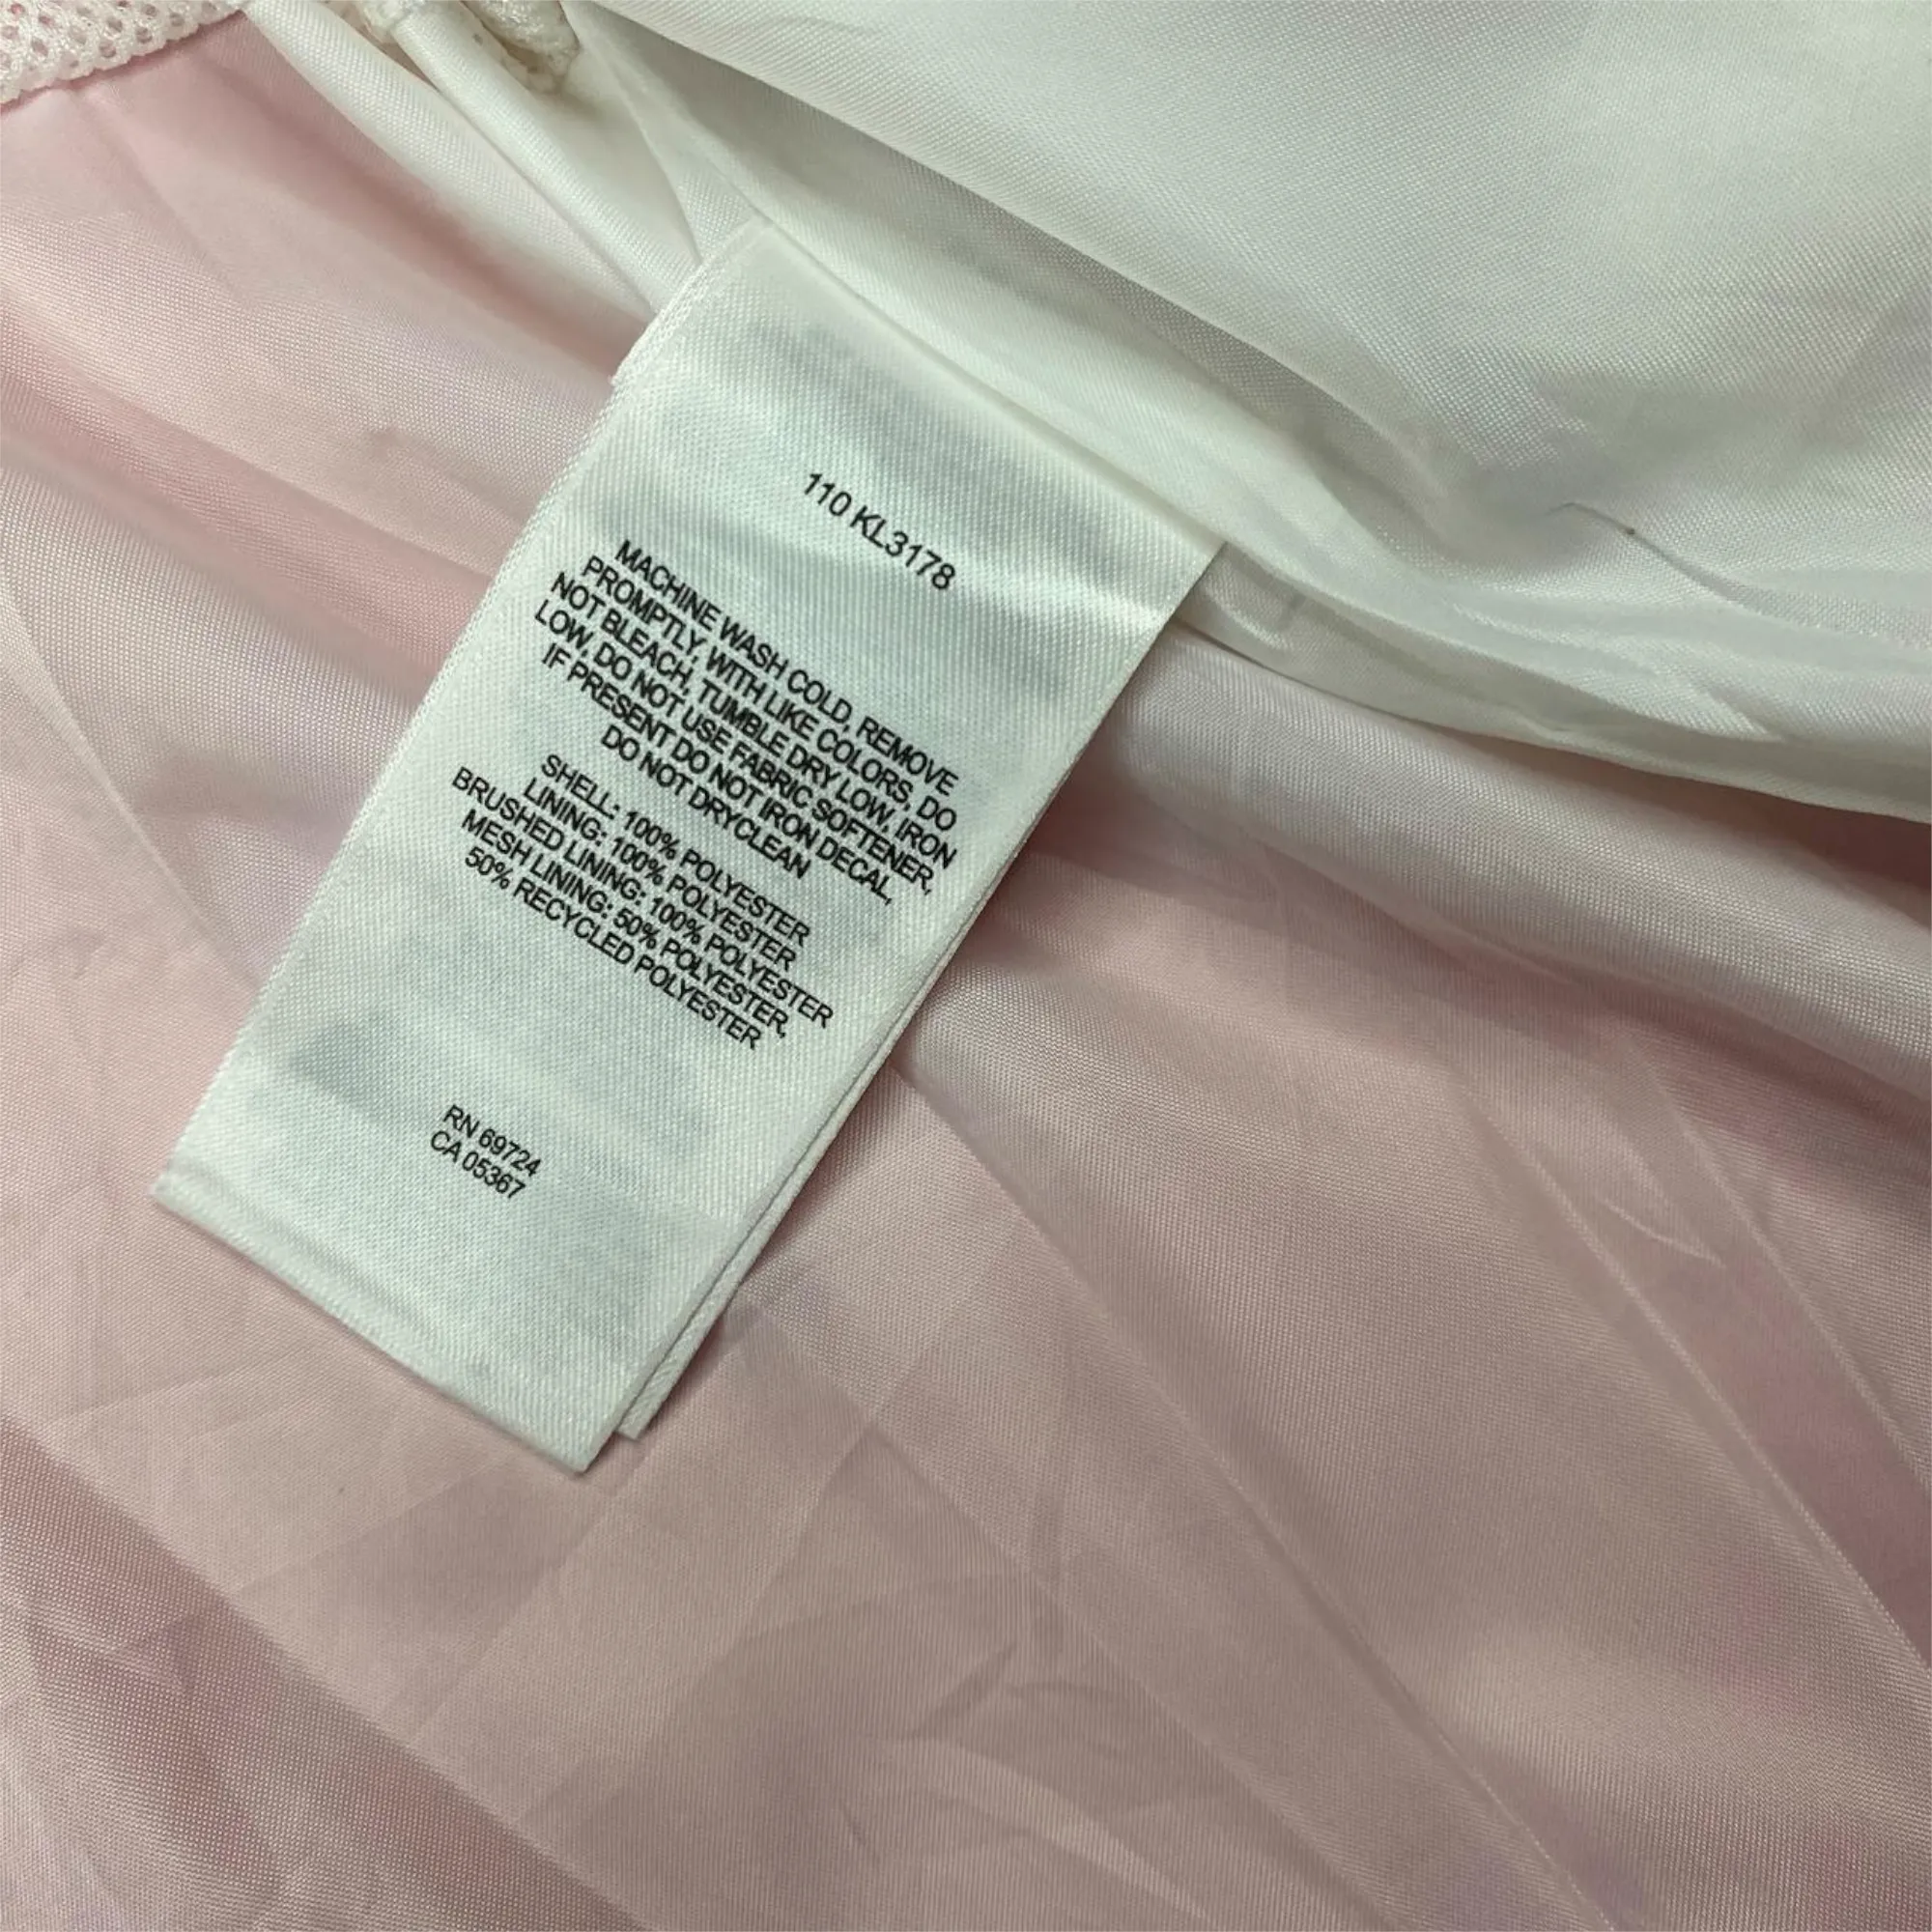 110 KL3178
MACHINE WASH COLD, REMOVE
PROMPTLY, WITH LIKE COLORS, DO
NOT BLEACH, TUMBLE DRY LOW, IRON
LOW, DO NOT USE FABRIC SOFTENER,
IF PRESENT DO NOT IRON DECAL,
DO NOT DRYCLEAN
SHELL: 100% POLYESTER
LINING: 100% POLYESTER
BRUSHED LINING: 100% POLYESTER
MESH LINING: 50% POLYESTER,
50% RECYCLED POLYESTER
RN 69724
CA 05367